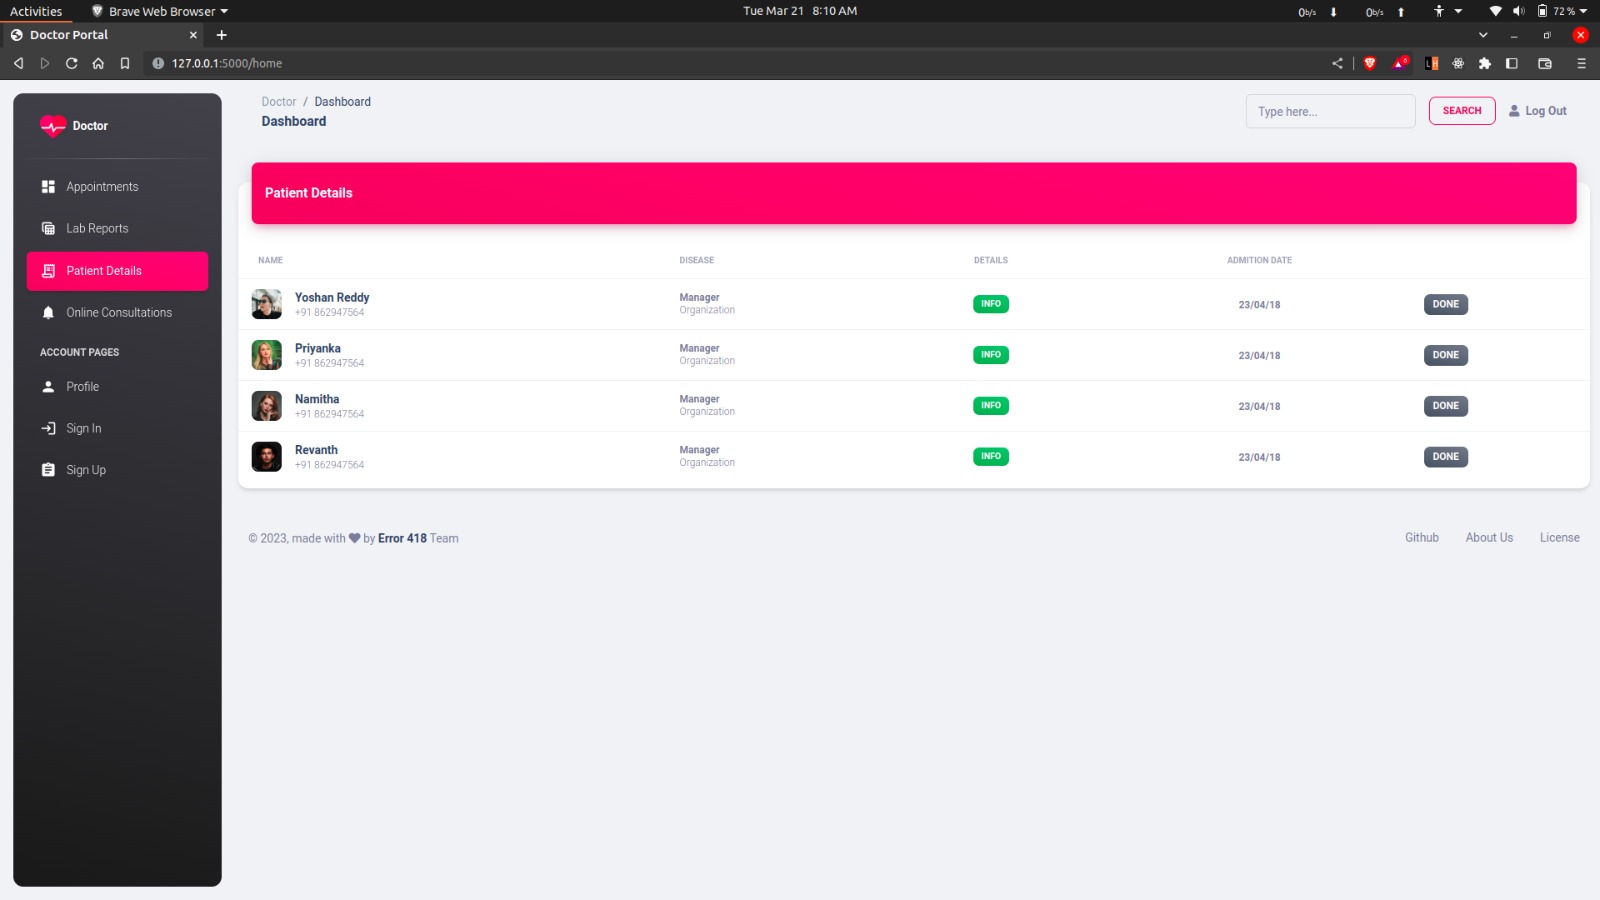 Activities Brave Web Browser Tue Mar 21 8:10 AM 0b/s 0b/s 72 %
Doctor Portal
127.0.0.1:5000/home
Doctor
Appointments
Lab Reports
Patient Details
Online Consultations
ACCOUNT PAGES
Profile
Sign In
Sign Up
Doctor / Dashboard
Dashboard
Type here... SEARCH Log Out
Patient Details
NAME DISEASE DETAILS ADMITION DATE
Yoshan Reddy Manager INFO 23/04/18 DONE
+91 862947564 Organization
Priyanka Manager INFO 23/04/18 DONE
+91 862947564 Organization
Namitha Manager INFO 23/04/18 DONE
+91 862947564 Organization
Revanth Manager INFO 23/04/18 DONE
+91 862947564 Organization
© 2023, made with ♥ by Error 418 Team Github About Us License